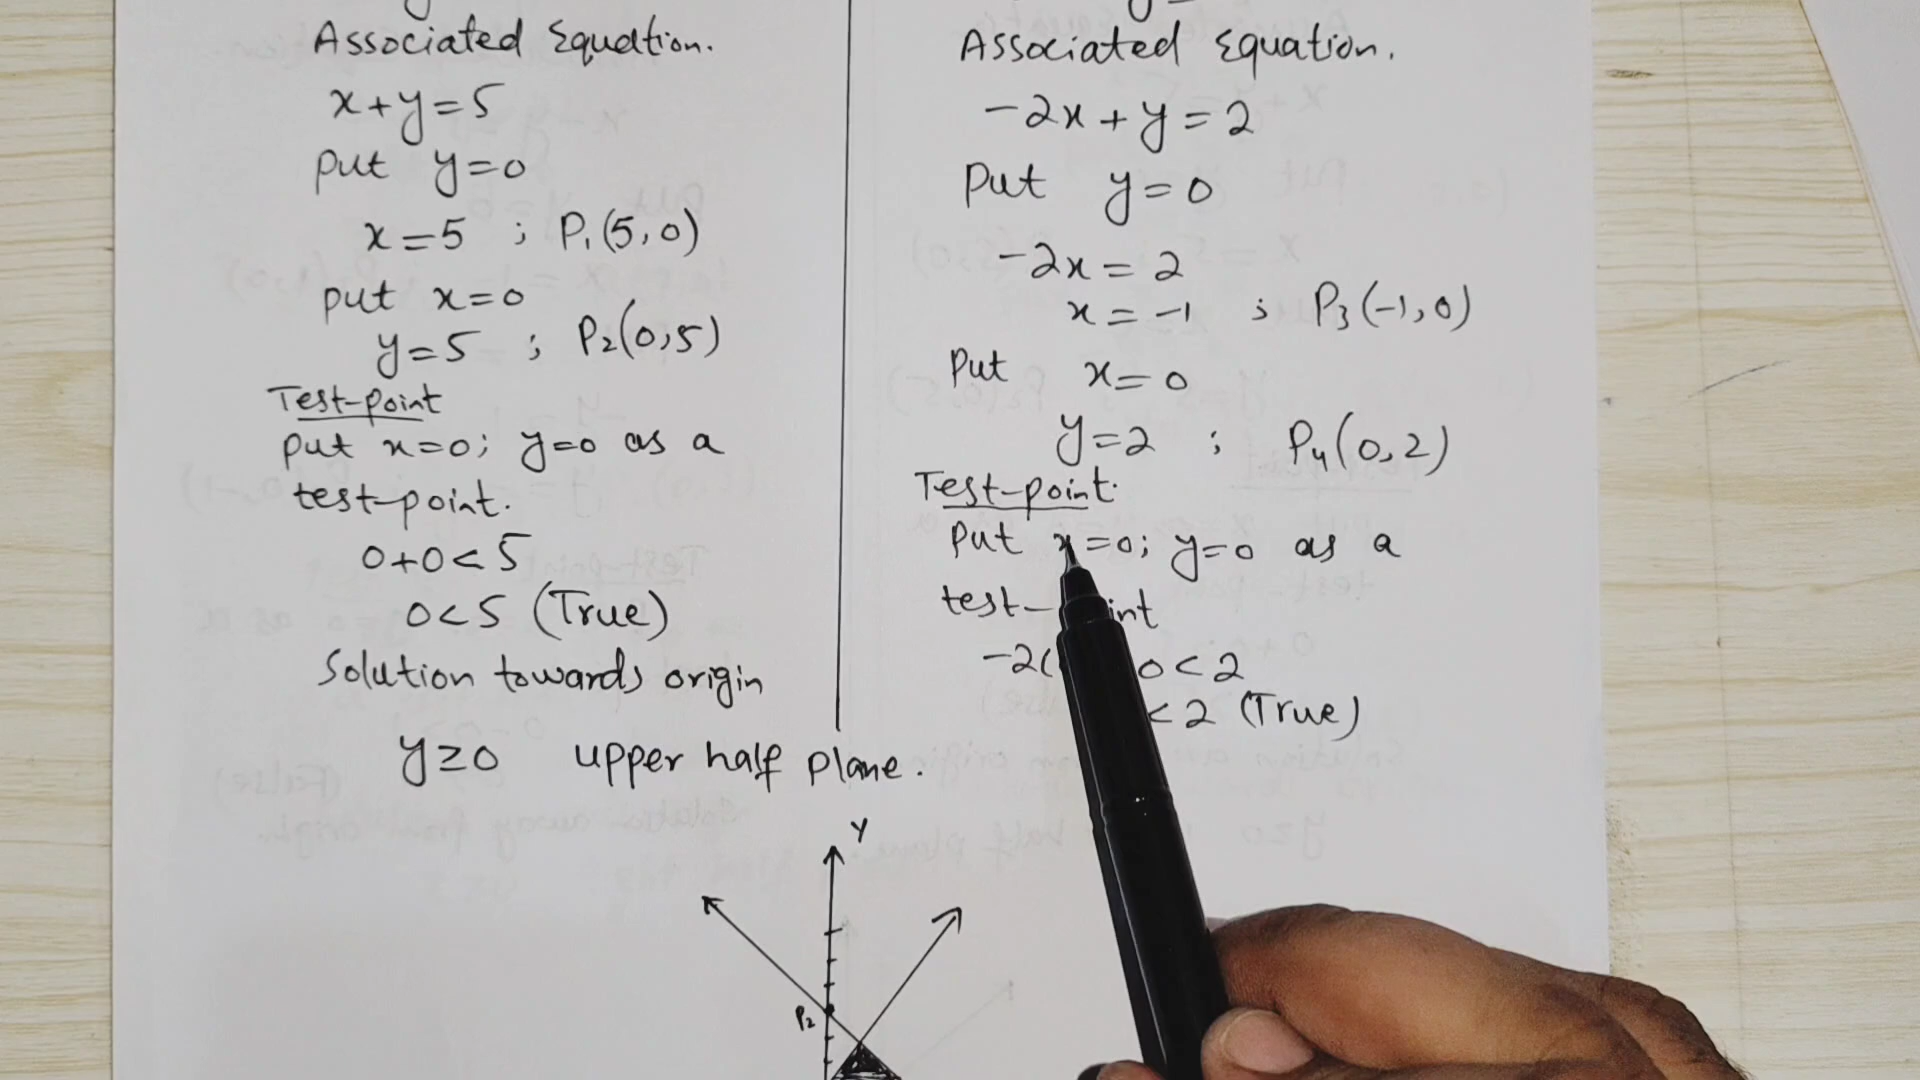 Associated Equation.
x+y=5
put y=0
x=5 ; P₁(5,0)
put x=0
y=5 ; P₂(0,5)
Test-point
put x=0; y=0 as a
test-point.
0+0<5
0<5 (True)
Solution towards origin
Associated Equation.
-2x+y=2
Put y=0
-2x=2
x=-1 ; P₃(-1,0)
Put x=0
y=2 ; P₄(0,2)
Test-point.
Put x=0; y=0 as a
test- int
-2( 0<2
<2 (True)
y≥0 upper half plane.
Y
P₂